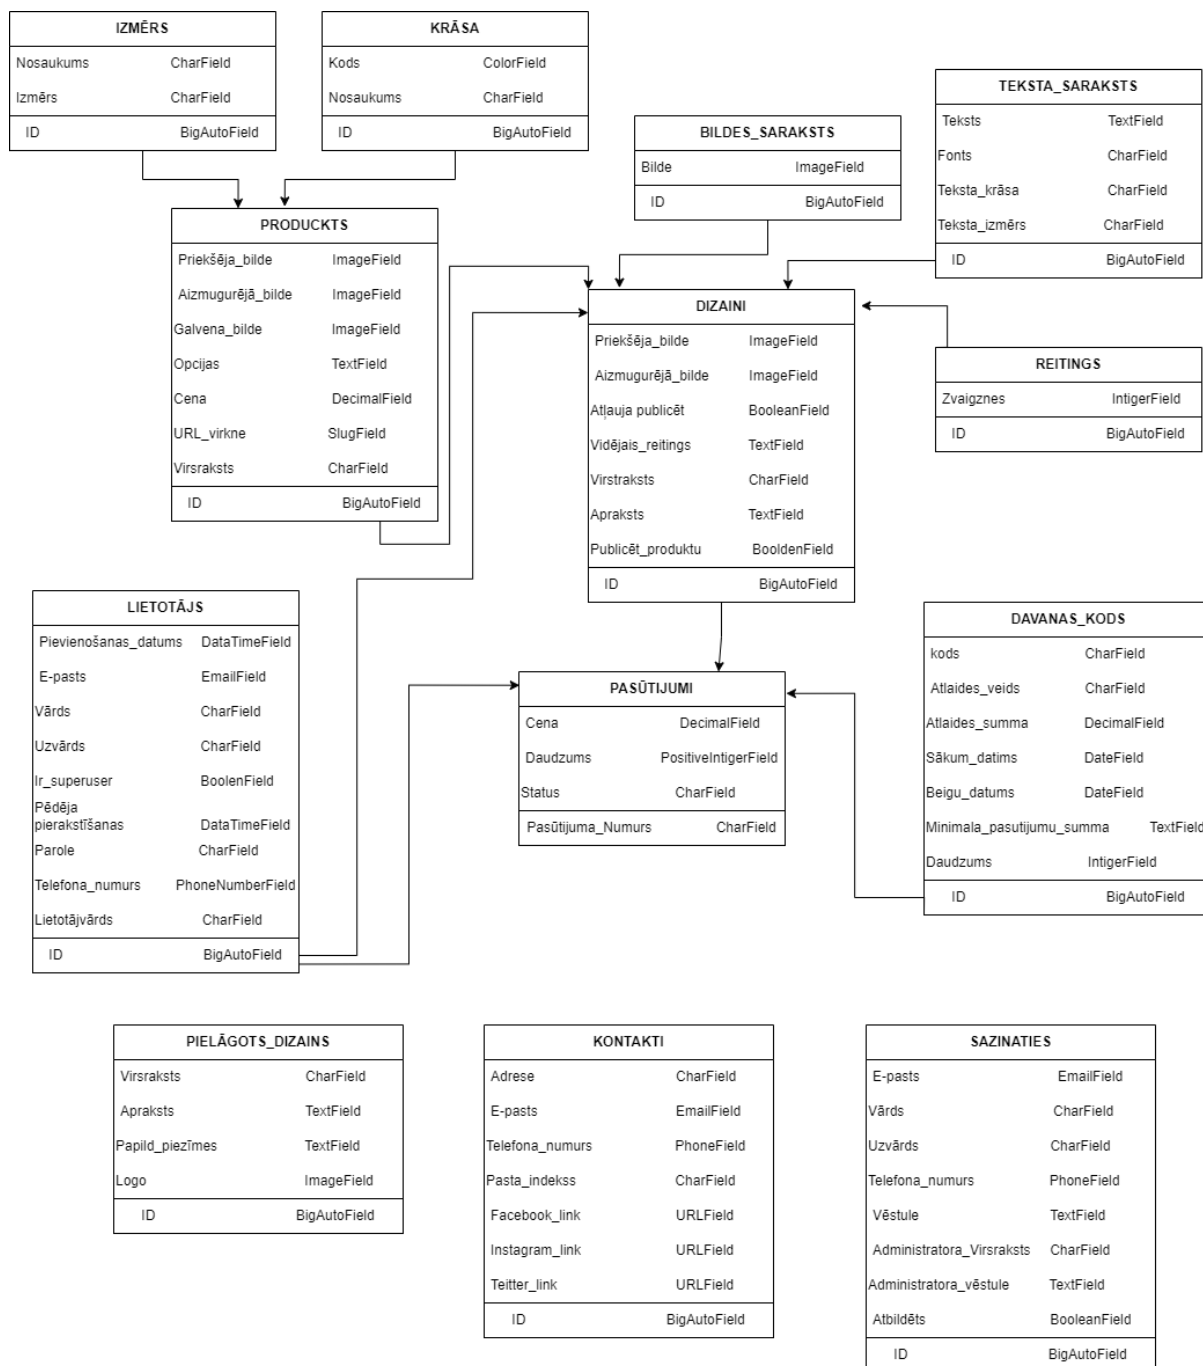 IZMĒRS
Nosaukums CharField
Izmērs CharField
ID BigAutoField
KRĀSA
Kods ColorField
Nosaukums CharField
ID BigAutoField
BILDES_SARAKSTS
Bilde ImageField
ID BigAutoField
TEKSTA_SARAKSTS
Teksts TextField
Fonts CharField
Teksta_krāsa CharField
Teksta_izmērs CharField
ID BigAutoField
PRODUCKTS
Priekšēja_bilde ImageField
Aizmugurējā_bilde ImageField
Galvena_bilde ImageField
Opcijas TextField
Cena DecimalField
URL_virkne SlugField
Virsraksts CharField
ID BigAutoField
DIZAINI
Priekšēja_bilde ImageField
Aizmugurējā_bilde ImageField
Atļauja publicēt BooleanField
Vidējais_reitings TextField
Virstraksts CharField
Apraksts TextField
Publicēt_produktu BooldenField
ID BigAutoField
REITINGS
Zvaigznes IntigerField
ID BigAutoField
LIETOTĀJS
Pievienošanas_datums DataTimeField
E-pasts EmailField
Vārds CharField
Uzvārds CharField
Ir_superuser BoolenField
Pēdēja
pierakstīšanas DataTimeField
Parole CharField
Telefona_numurs PhoneNumberField
Lietotājvārds CharField
ID BigAutoField
PASŪTIJUMI
Cena DecimalField
Daudzums PositiveIntigerField
Status CharField
Pasūtijuma_Numurs CharField
DAVANAS_KODS
kods CharField
Atlaides_veids CharField
Atlaides_summa DecimalField
Sākum_datims DateField
Beigu_datums DateField
Minimala_pasutijumu_summa TextField
Daudzums IntigerField
ID BigAutoField
PIELĀGOTS_DIZAINS
Virsraksts CharField
Apraksts TextField
Papild_piezīmes TextField
Logo ImageField
ID BigAutoField
KONTAKTI
Adrese CharField
E-pasts EmailField
Telefona_numurs PhoneField
Pasta_indekss CharField
Facebook_link URLField
Instagram_link URLField
Teitter_link URLField
ID BigAutoField
SAZINATIES
E-pasts EmailField
Vārds CharField
Uzvārds CharField
Telefona_numurs PhoneField
Vēstule TextField
Administratora_Virsraksts CharField
Administratora_vēstule TextField
Atbildēts BooleanField
ID BigAutoField